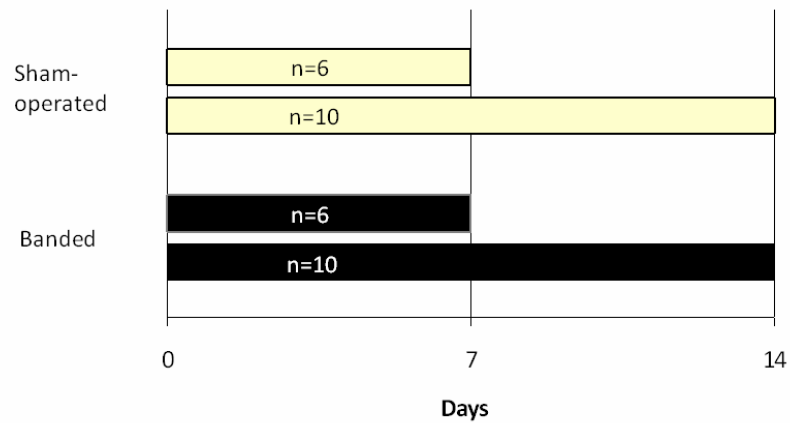 Sham-
operated
n=6
n=10
Banded
n=6
n=10
0 7 14
Days